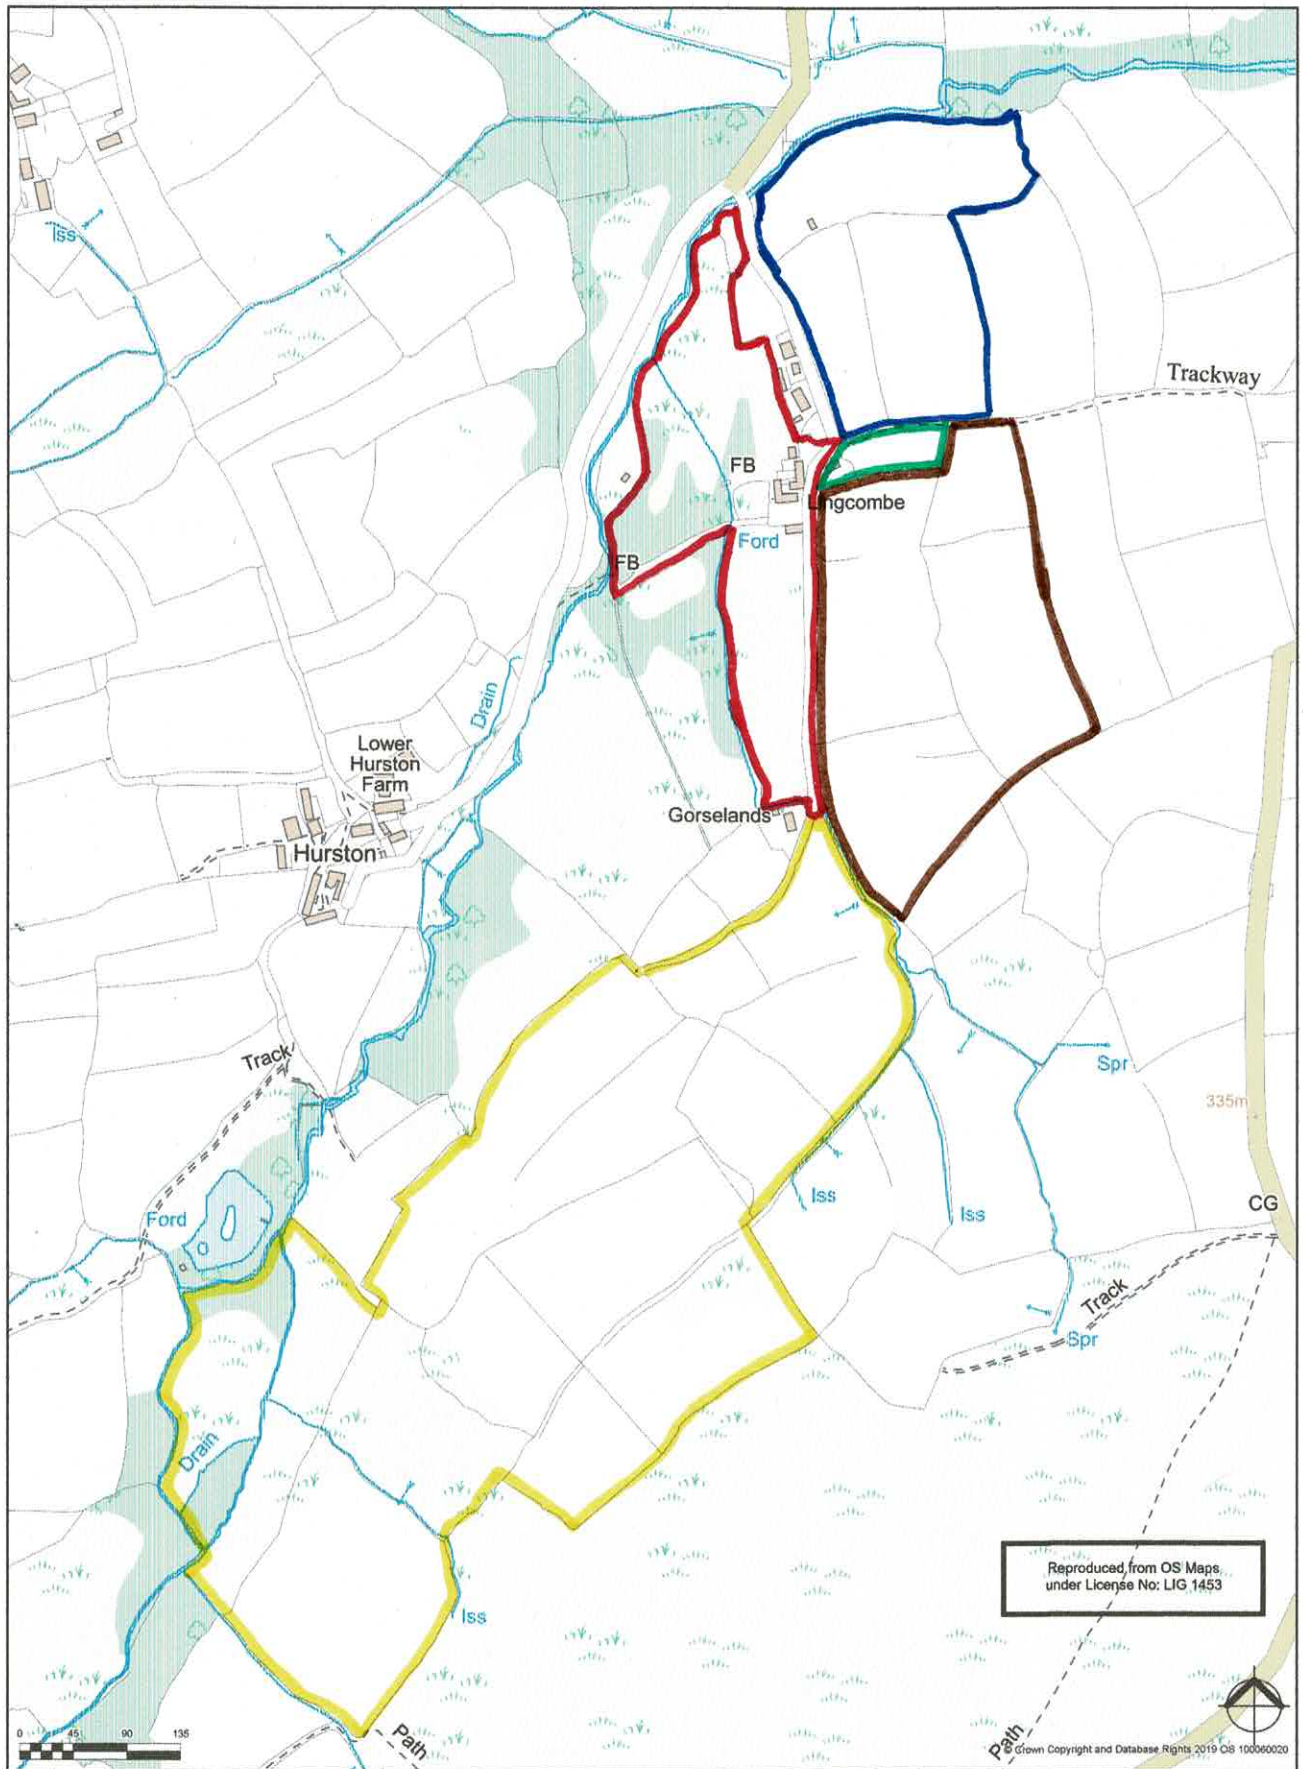 Iss
Trackway
FB
Lingcombe
Ford
FB
Drain
Lower
Hurston
Farm
Gorselands
Hurston
Track
Spr
335m
Ford
Iss
Iss
CG
Track
Spr
Drain
Reproduced from OS Maps
under License No: LIG 1453
Iss
Path
Path
0 45 90 135
© Crown Copyright and Database Rights 2019 OS 100060020